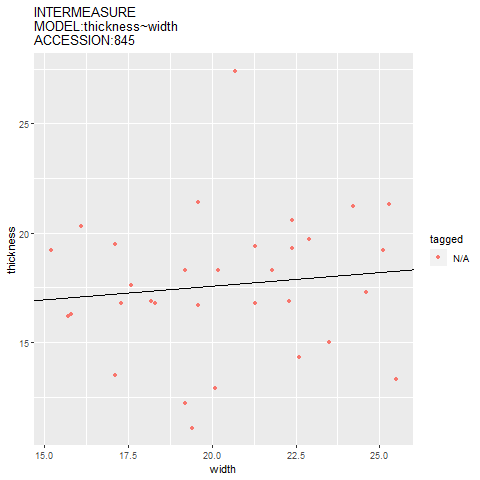 INTERMEASURE
MODEL:thickness~width
ACCESSION:845
25
20
15
thickness
15.0 17.5 20.0 22.5 25.0
width
tagged
N/A